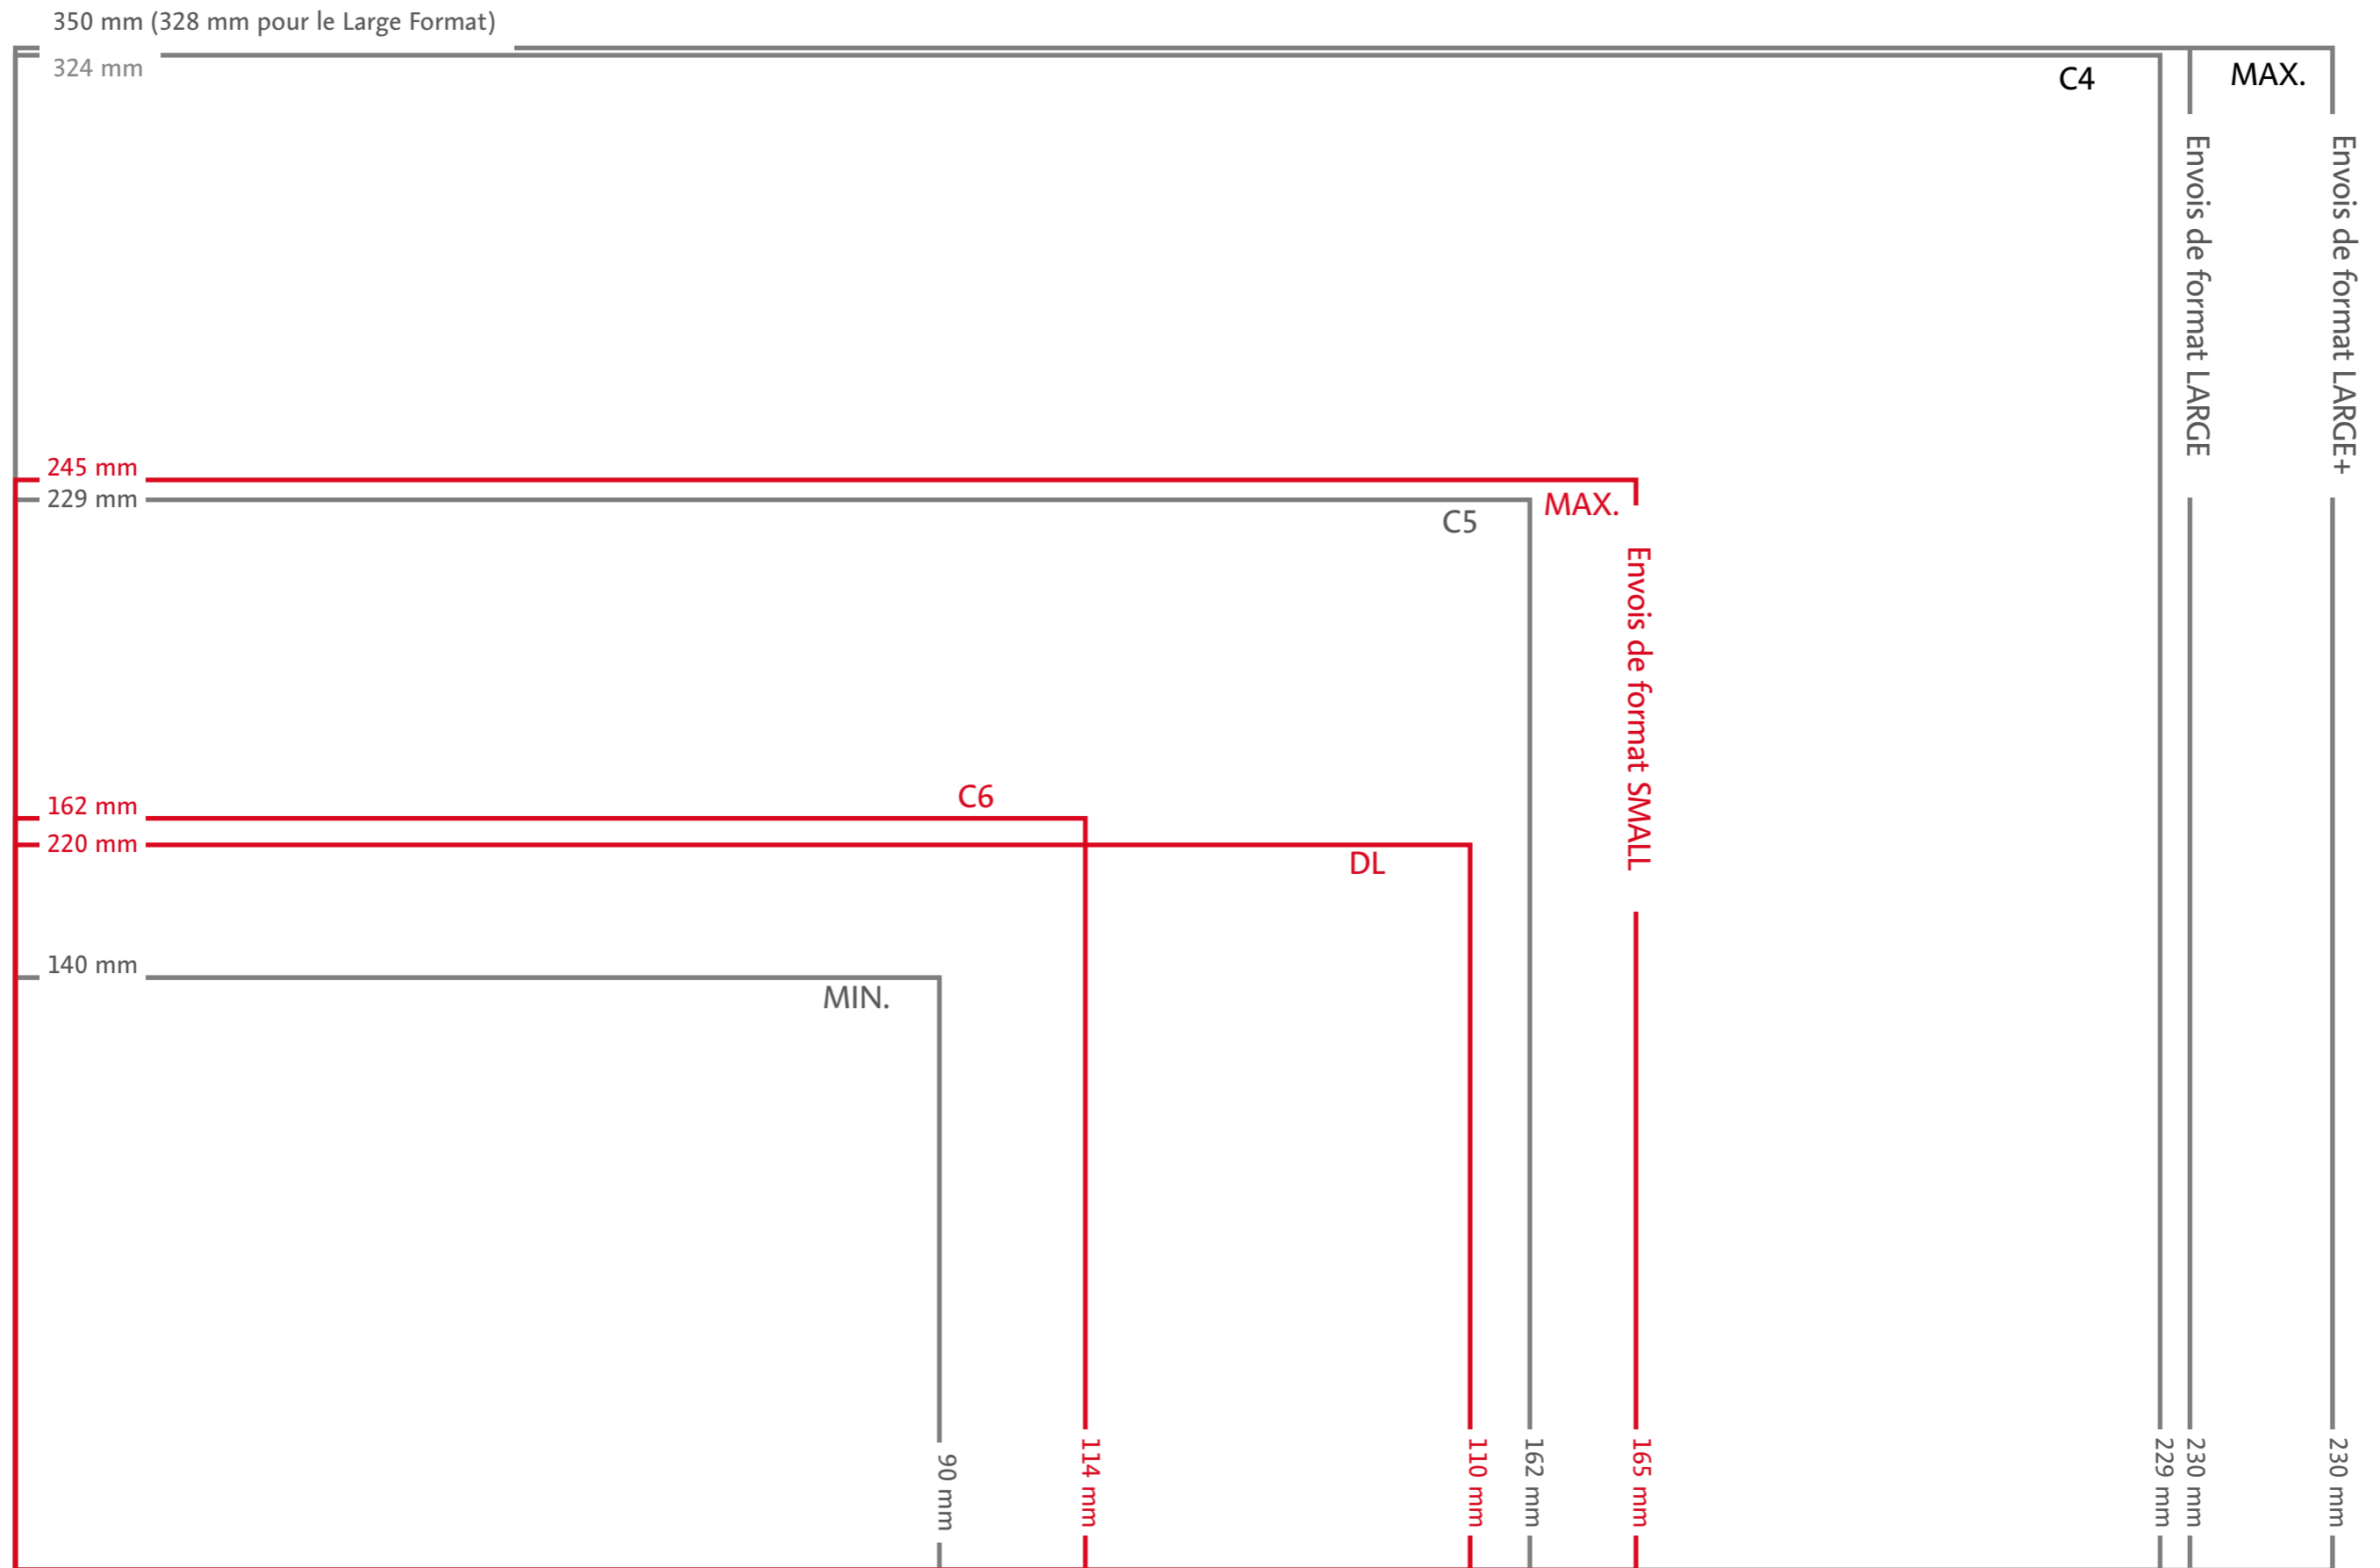 350 mm (328 mm pour le Large Format)
324 mm
C4
MAX.
Envois de format LARGE
Envois de format LARGE+
245 mm
229 mm
MAX.
C5
Envois de format SMALL
162 mm
C6
220 mm
DL
140 mm
MIN.
90 mm
114 mm
110 mm
162 mm
165 mm
229 mm
230 mm
230 mm